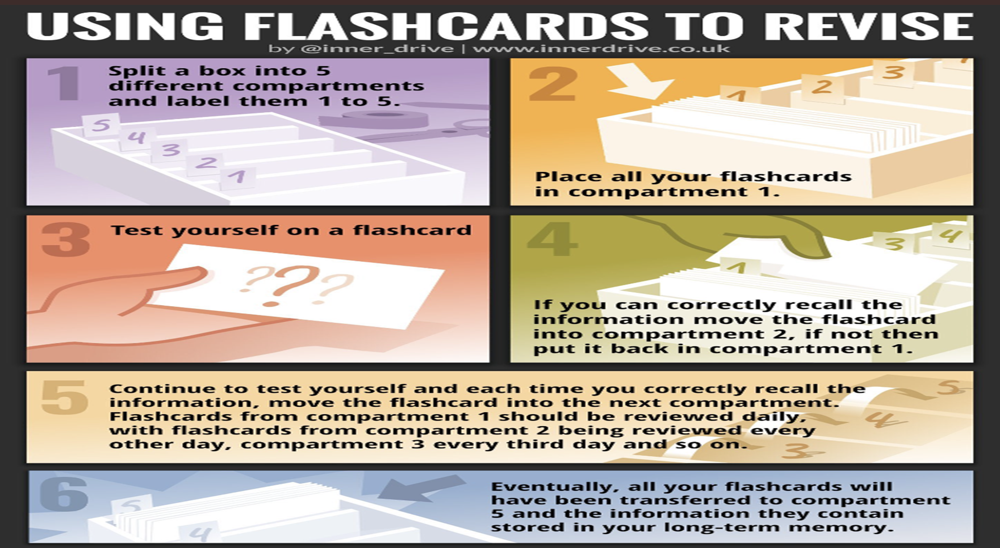 USING FLASHCARDS TO REVISE
by @inner_drive | www.innerdrive.co.uk
1
Split a box into 5
different compartments
and label them 1 to 5.
5
4
3
2
1
2
1
2
3
Place all your flashcards
in compartment 1.
3
Test yourself on a flashcard
???
4
1
3
4
If you can correctly recall the
information move the flashcard
into compartment 2, if not then
put it back in compartment 1.
5
Continue to test yourself and each time you correctly recall the
information, move the flashcard into the next compartment.
Flashcards from compartment 1 should be reviewed daily,
with flashcards from compartment 2 being reviewed every
other day, compartment 3 every third day and so on.
5
4
3
6
5
4
Eventually, all your flashcards will
have been transferred to compartment
5 and the information they contain
stored in your long-term memory.